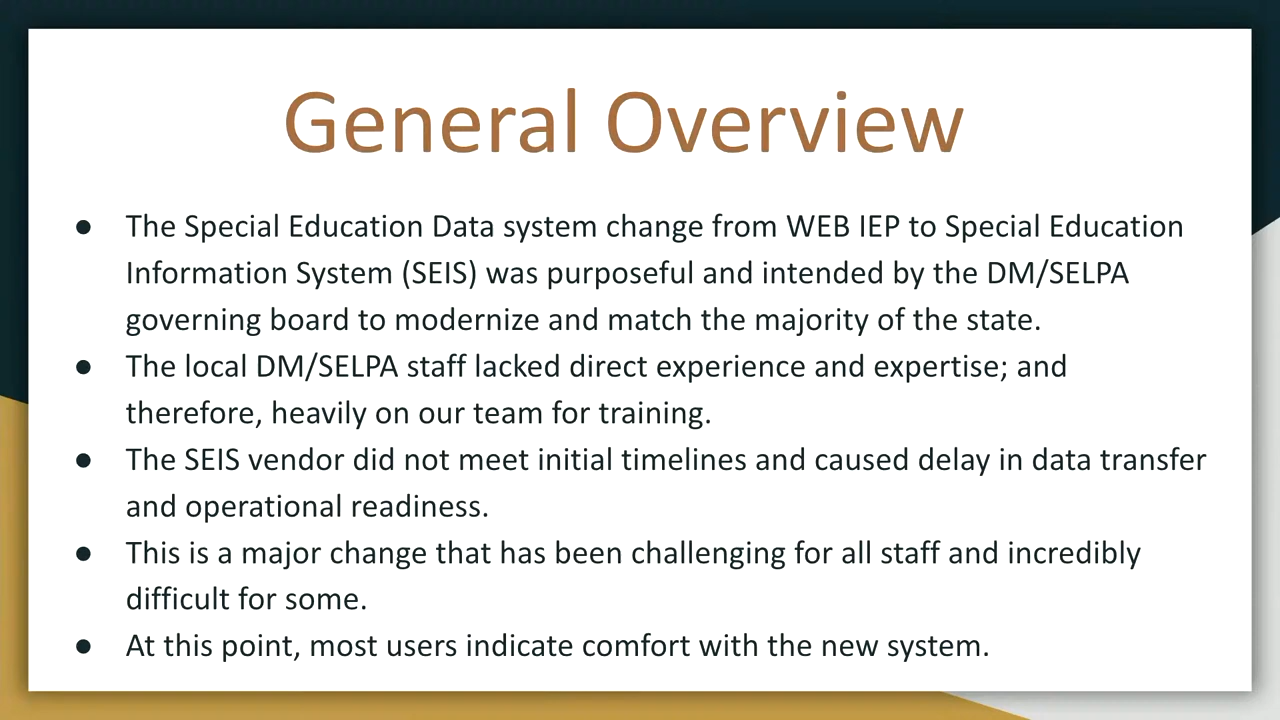 General Overview
● The Special Education Data system change from WEB IEP to Special Education
Information System (SEIS) was purposeful and intended by the DM/SELPA
governing board to modernize and match the majority of the state.
● The local DM/SELPA staff lacked direct experience and expertise; and
therefore, heavily on our team for training.
● The SEIS vendor did not meet initial timelines and caused delay in data transfer
and operational readiness.
● This is a major change that has been challenging for all staff and incredibly
difficult for some.
● At this point, most users indicate comfort with the new system.